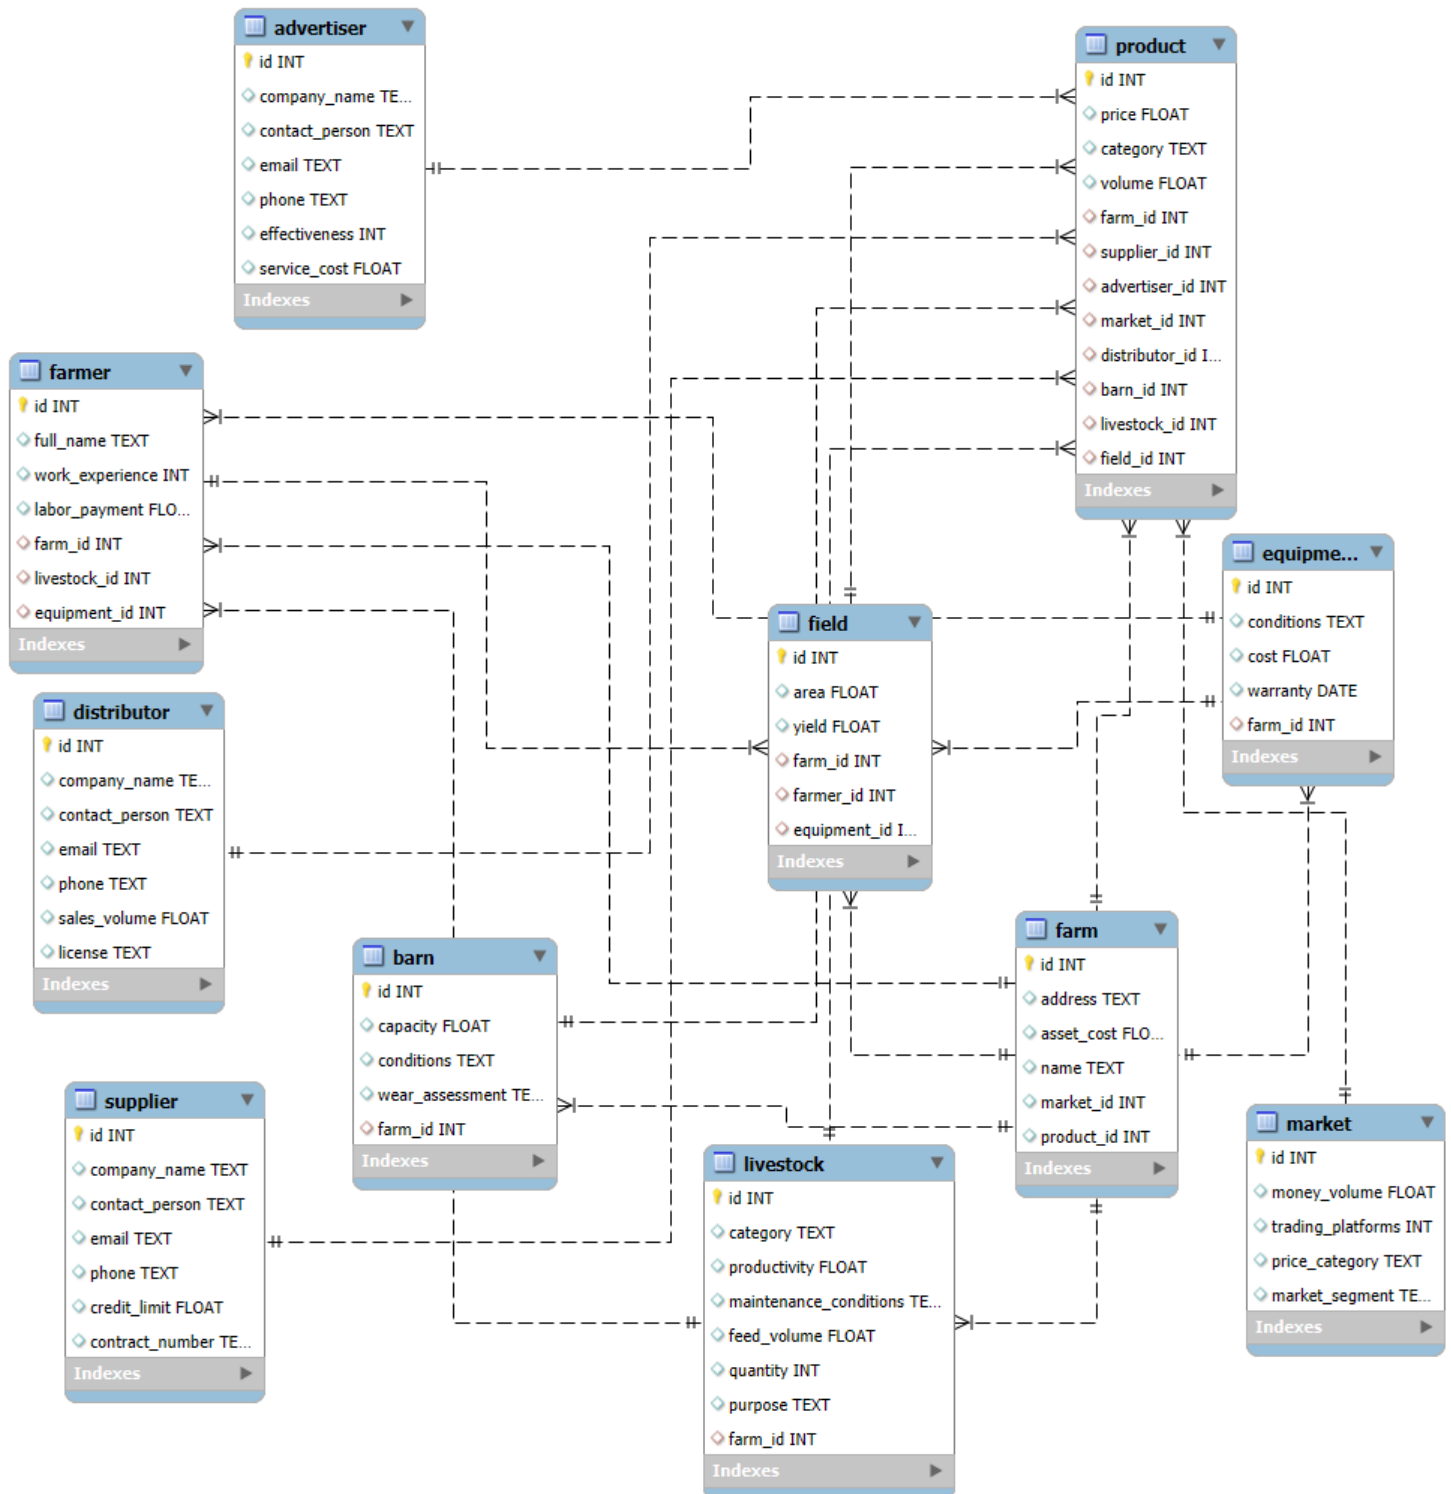 advertiser
id INT
company_name TE...
contact_person TEXT
email TEXT
phone TEXT
effectiveness INT
service_cost FLOAT
Indexes
product
id INT
price FLOAT
category TEXT
volume FLOAT
farm_id INT
supplier_id INT
advertiser_id INT
market_id INT
distributor_id I...
barn_id INT
livestock_id INT
field_id INT
Indexes
farmer
id INT
full_name TEXT
work_experience INT
labor_payment FLO...
farm_id INT
livestock_id INT
equipment_id INT
Indexes
equipme...
id INT
conditions TEXT
cost FLOAT
warranty DATE
farm_id INT
Indexes
field
id INT
area FLOAT
yield FLOAT
farm_id INT
farmer_id INT
equipment_id I...
Indexes
distributor
id INT
company_name TE...
contact_person TEXT
email TEXT
phone TEXT
sales_volume FLOAT
license TEXT
Indexes
barn
id INT
capacity FLOAT
conditions TEXT
wear_assessment TE...
farm_id INT
Indexes
farm
id INT
address TEXT
asset_cost FLO...
name TEXT
market_id INT
product_id INT
Indexes
supplier
id INT
company_name TEXT
contact_person TEXT
email TEXT
phone TEXT
credit_limit FLOAT
contract_number TE...
Indexes
livestock
id INT
category TEXT
productivity FLOAT
maintenance_conditions TE...
feed_volume FLOAT
quantity INT
purpose TEXT
farm_id INT
Indexes
market
id INT
money_volume FLOAT
trading_platforms INT
price_category TEXT
market_segment TE...
Indexes